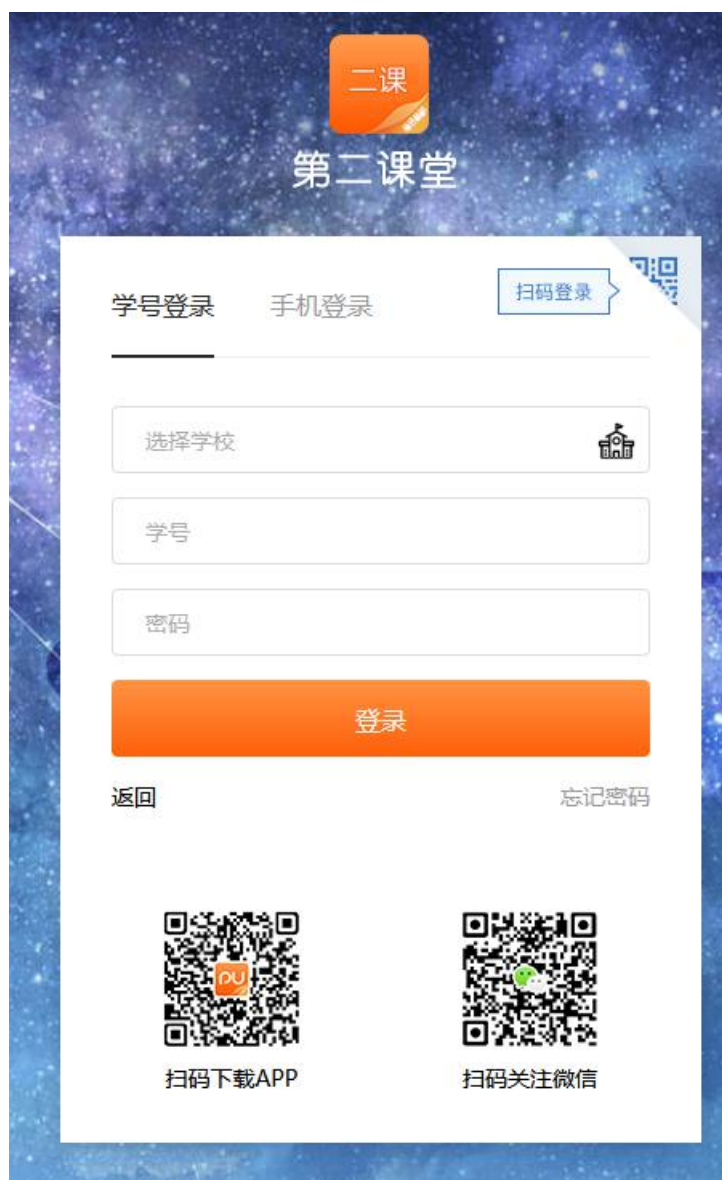 二课
第二课堂
学号登录 手机登录 扫码登录
选择学校
学号
密码
登录
返回 忘记密码
PU
扫码下载APP 扫码关注微信